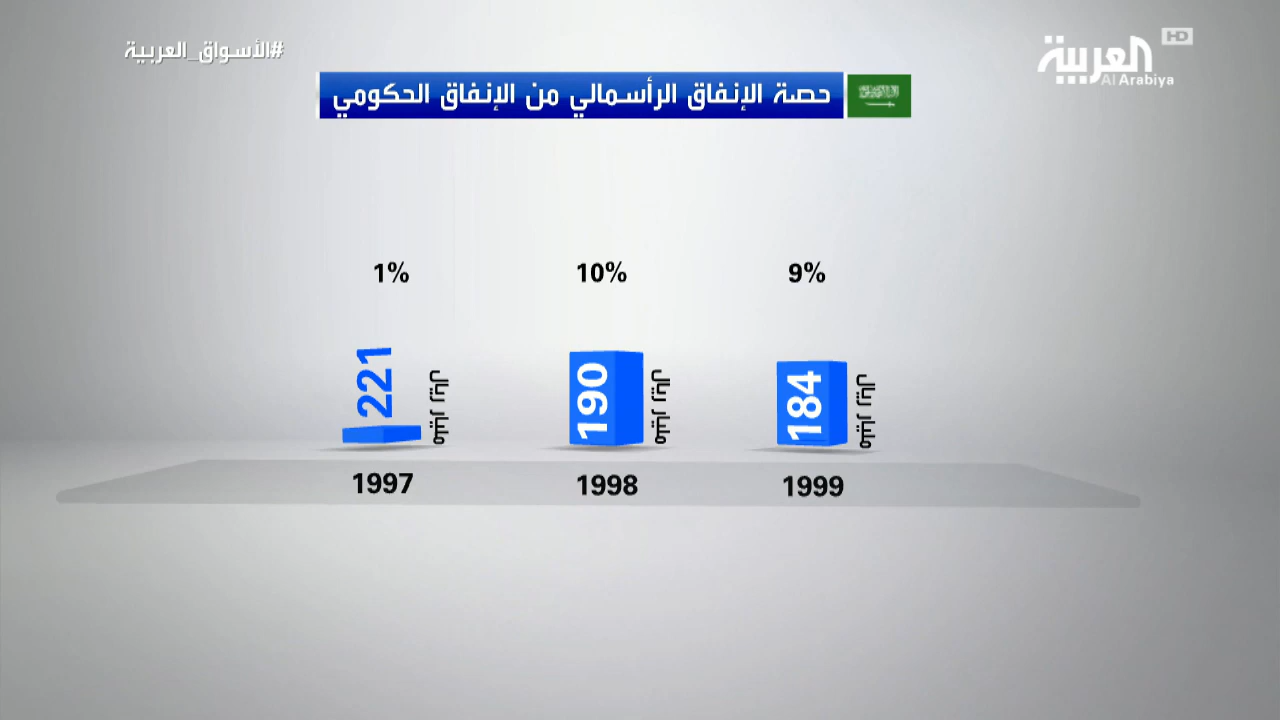 #الأسواق_العربية
HD
العربية
Al Arabiya
حصة الإنفاق الرأسمالي من الإنفاق الحكومي
1%
10%
9%
221
مليار ريال
190
مليار ريال
184
مليار ريال
1997
1998
1999